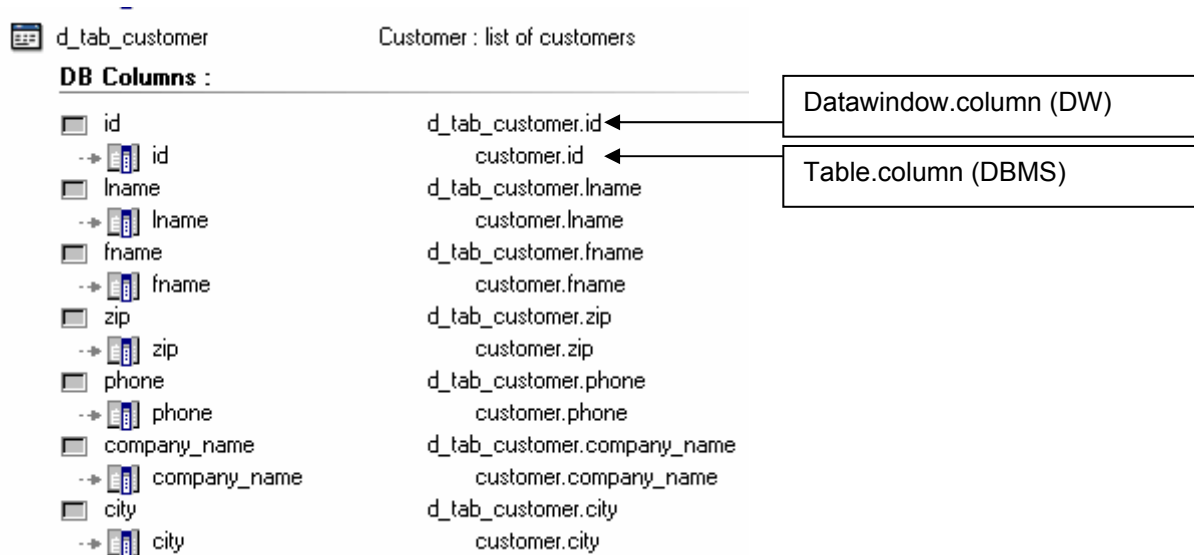 d_tab_customer Customer : list of customers
DB Columns :
id d_tab_customer.id
Datawindow.column (DW)
id customer.id
Table.column (DBMS)
lname d_tab_customer.lname
lname customer.lname
fname d_tab_customer.fname
fname customer.fname
zip d_tab_customer.zip
zip customer.zip
phone d_tab_customer.phone
phone customer.phone
company_name d_tab_customer.company_name
company_name customer.company_name
city d_tab_customer.city
city customer.city